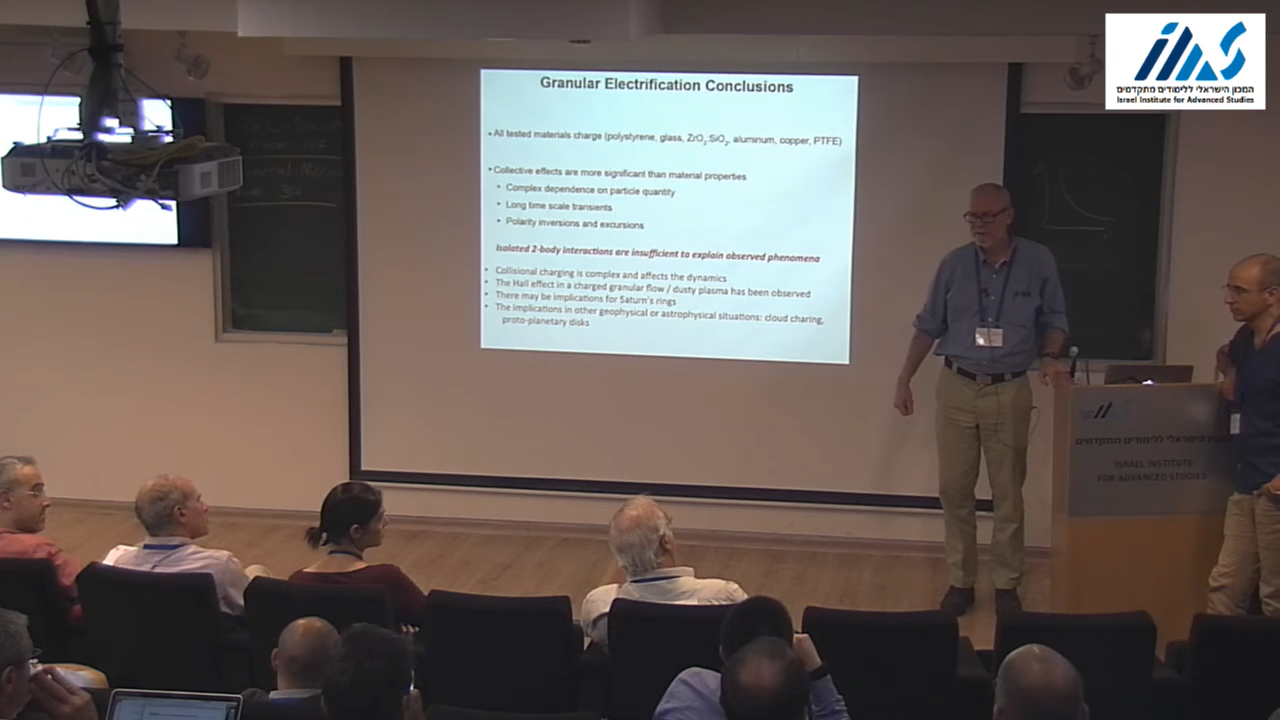 Granular Electrification Conclusions
All tested materials charge (polystyrene, glass, ZrO2:SiO2, aluminum, copper, PTFE)
Collective effects are more significant than material properties
Complex dependence on particle quantity
Long time scale transients
Polarity inversions and excursions
Isolated 2-body interactions are insufficient to explain observed phenomena
• Collisional charging is complex and affects the dynamics
• The Hall effect in a charged granular flow / dusty plasma has been observed
• There may be implications for Saturn's rings
• The implications in other geophysical or astrophysical situations: cloud charing,
proto-planetary disks
המכון הישראלי ללימודים מתקדמים
Israel Institute for Advanced Studies
המכון הישראלי ללימודים מתקדמים
ISRAEL INSTITUTE
FOR ADVANCED STUDIES